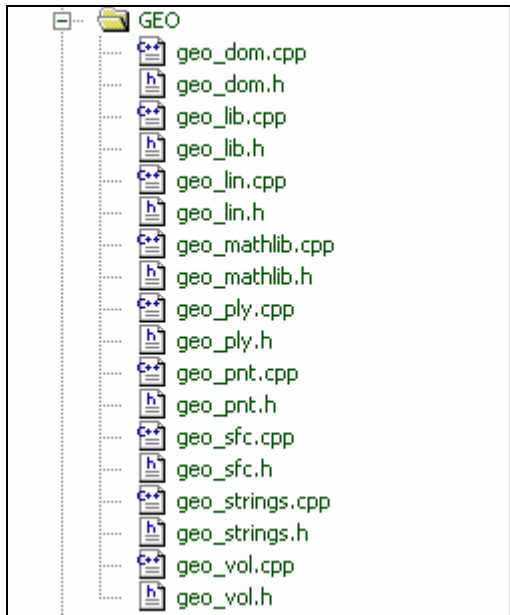 GEO
geo_dom.cpp
geo_dom.h
geo_lib.cpp
geo_lib.h
geo_lin.cpp
geo_lin.h
geo_mathlib.cpp
geo_mathlib.h
geo_ply.cpp
geo_ply.h
geo_pnt.cpp
geo_pnt.h
geo_sfc.cpp
geo_sfc.h
geo_strings.cpp
geo_strings.h
geo_vol.cpp
geo_vol.h